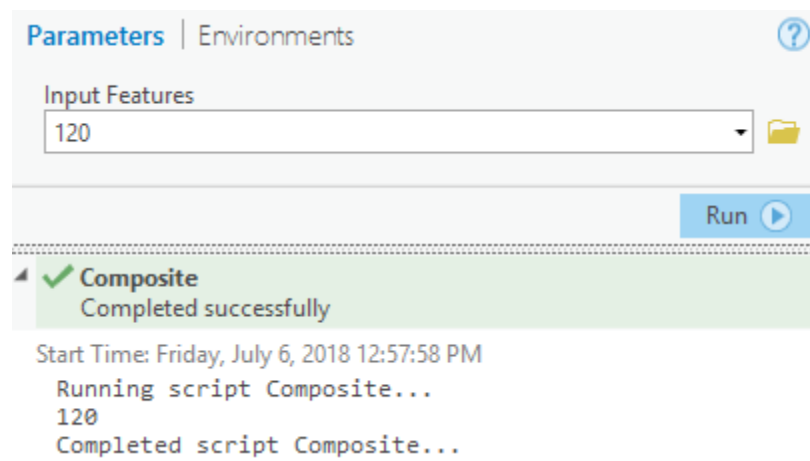 Parameters | Environments
?
Input Features
120
Run
Composite
Completed successfully
Start Time: Friday, July 6, 2018 12:57:58 PM
Running script Composite...
120
Completed script Composite...